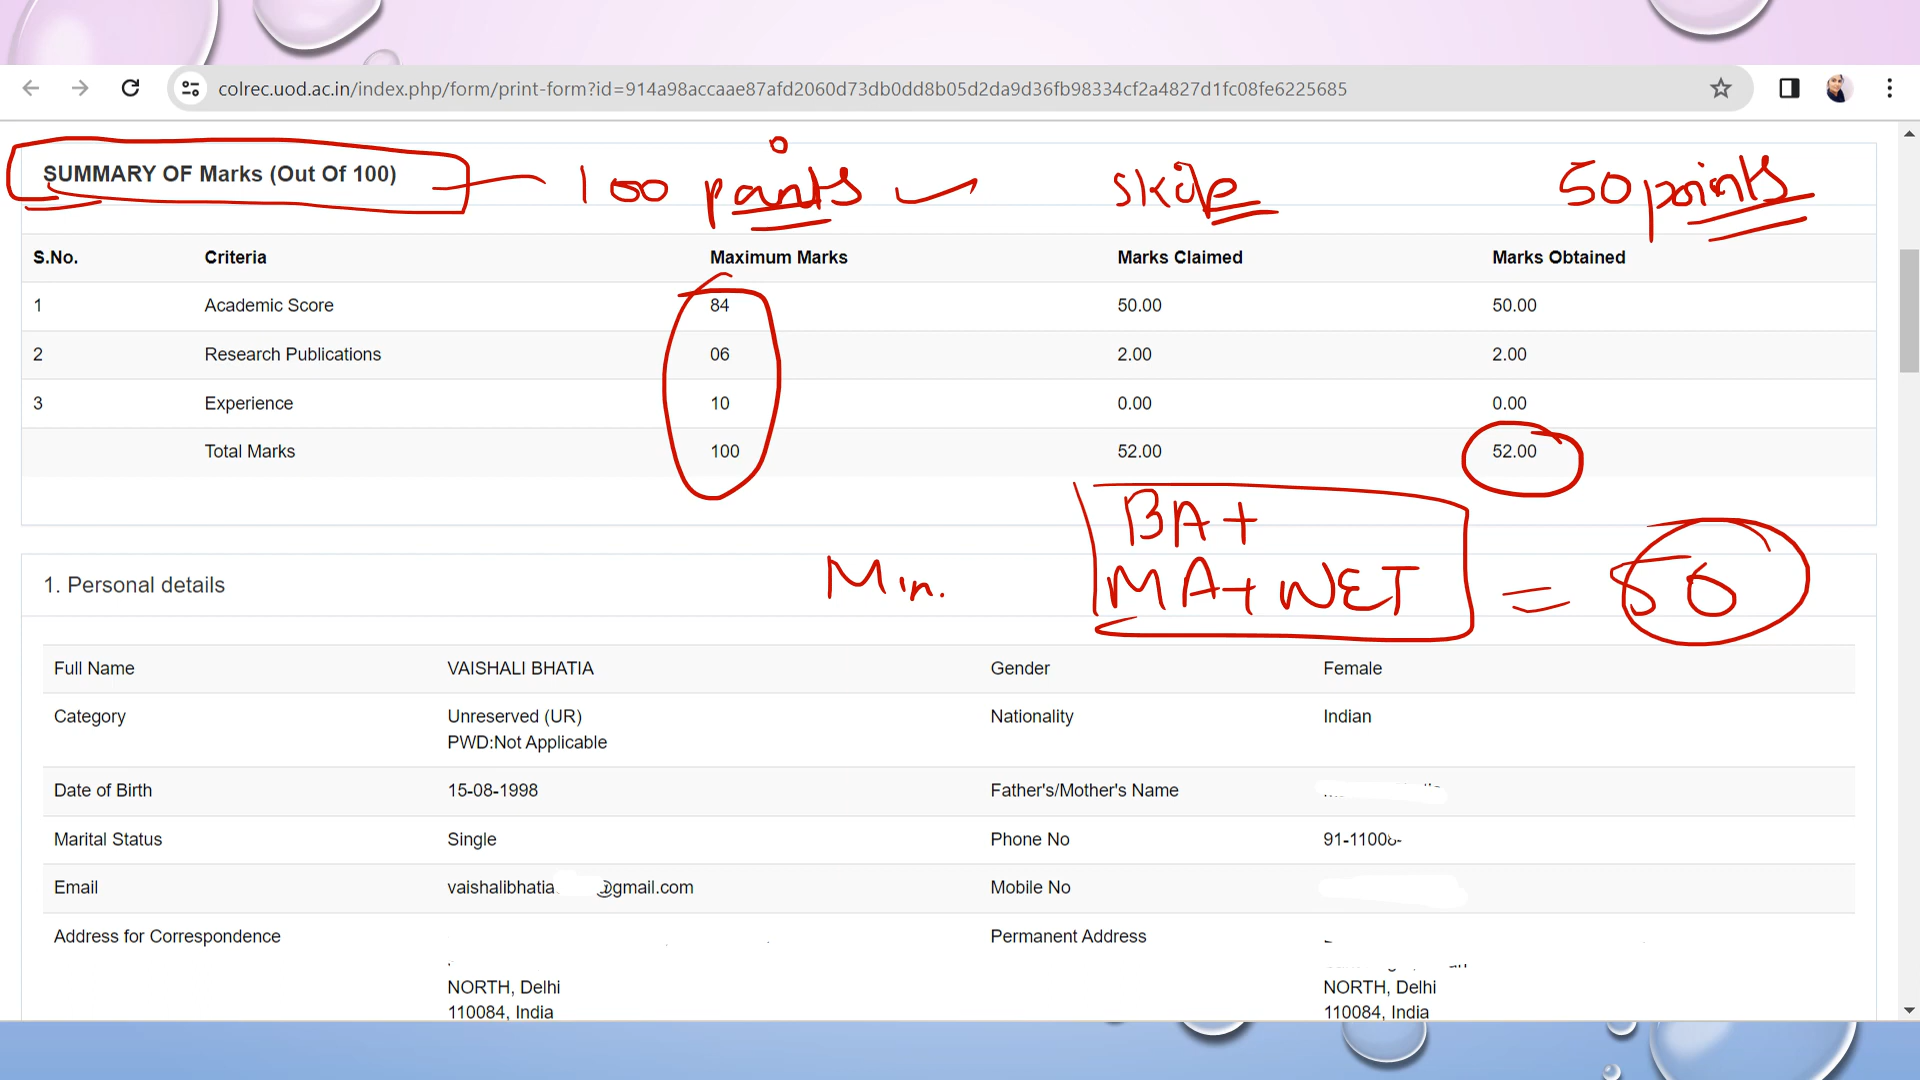 colrec.uod.ac.in/index.php/form/print-form?id=914a98accaae87afd2060d73db0dd8b05d2da9d36fb98334cf2a4827d1fc08fe6225685
SUMMARY OF Marks (Out Of 100) 100 points skip 50 points
S.No. Criteria Maximum Marks Marks Claimed Marks Obtained
1 Academic Score 84 50.00 50.00
2 Research Publications 06 2.00 2.00
3 Experience 10 0.00 0.00
Total Marks 100 52.00 52.00
BA+
Min. MA+NET = 50
1. Personal details
Full Name VAISHALI BHATIA Gender Female
Category Unreserved (UR) Nationality Indian
PWD:Not Applicable
Date of Birth 15-08-1998 Father's/Mother's Name
Marital Status Single Phone No 91-11008-
Email vaishalibhatia @gmail.com Mobile No
Address for Correspondence Permanent Address
NORTH, Delhi NORTH, Delhi
110084, India 110084, India